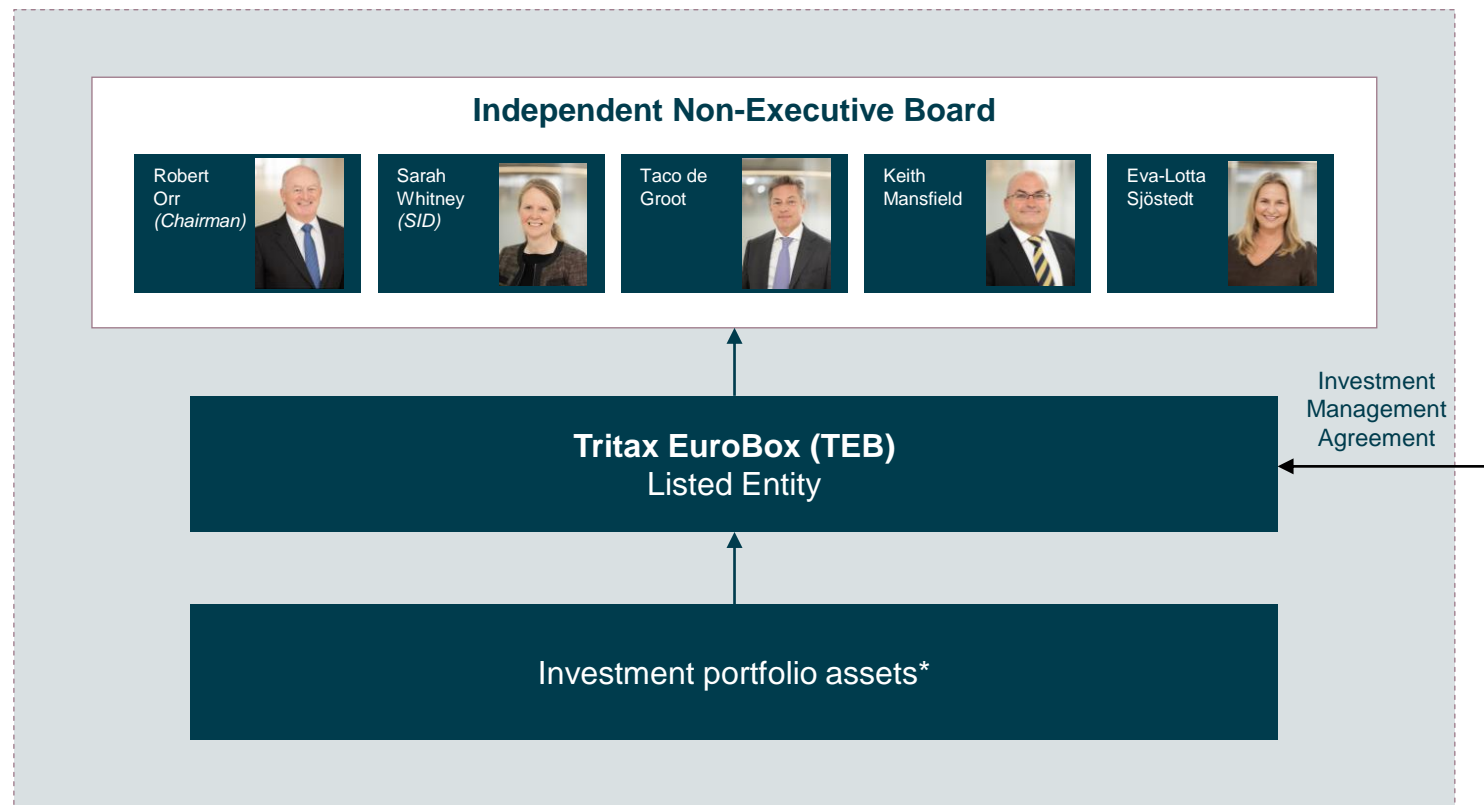 Independent Non-Executive Board
Robert
Orr
(Chairman)
Sarah
Whitney
(SID)
Taco de
Groot
Keith
Mansfield
Eva-Lotta
Sjöstedt
Investment
Management
Agreement
Tritax EuroBox (TEB)
Listed Entity
Investment portfolio assets*